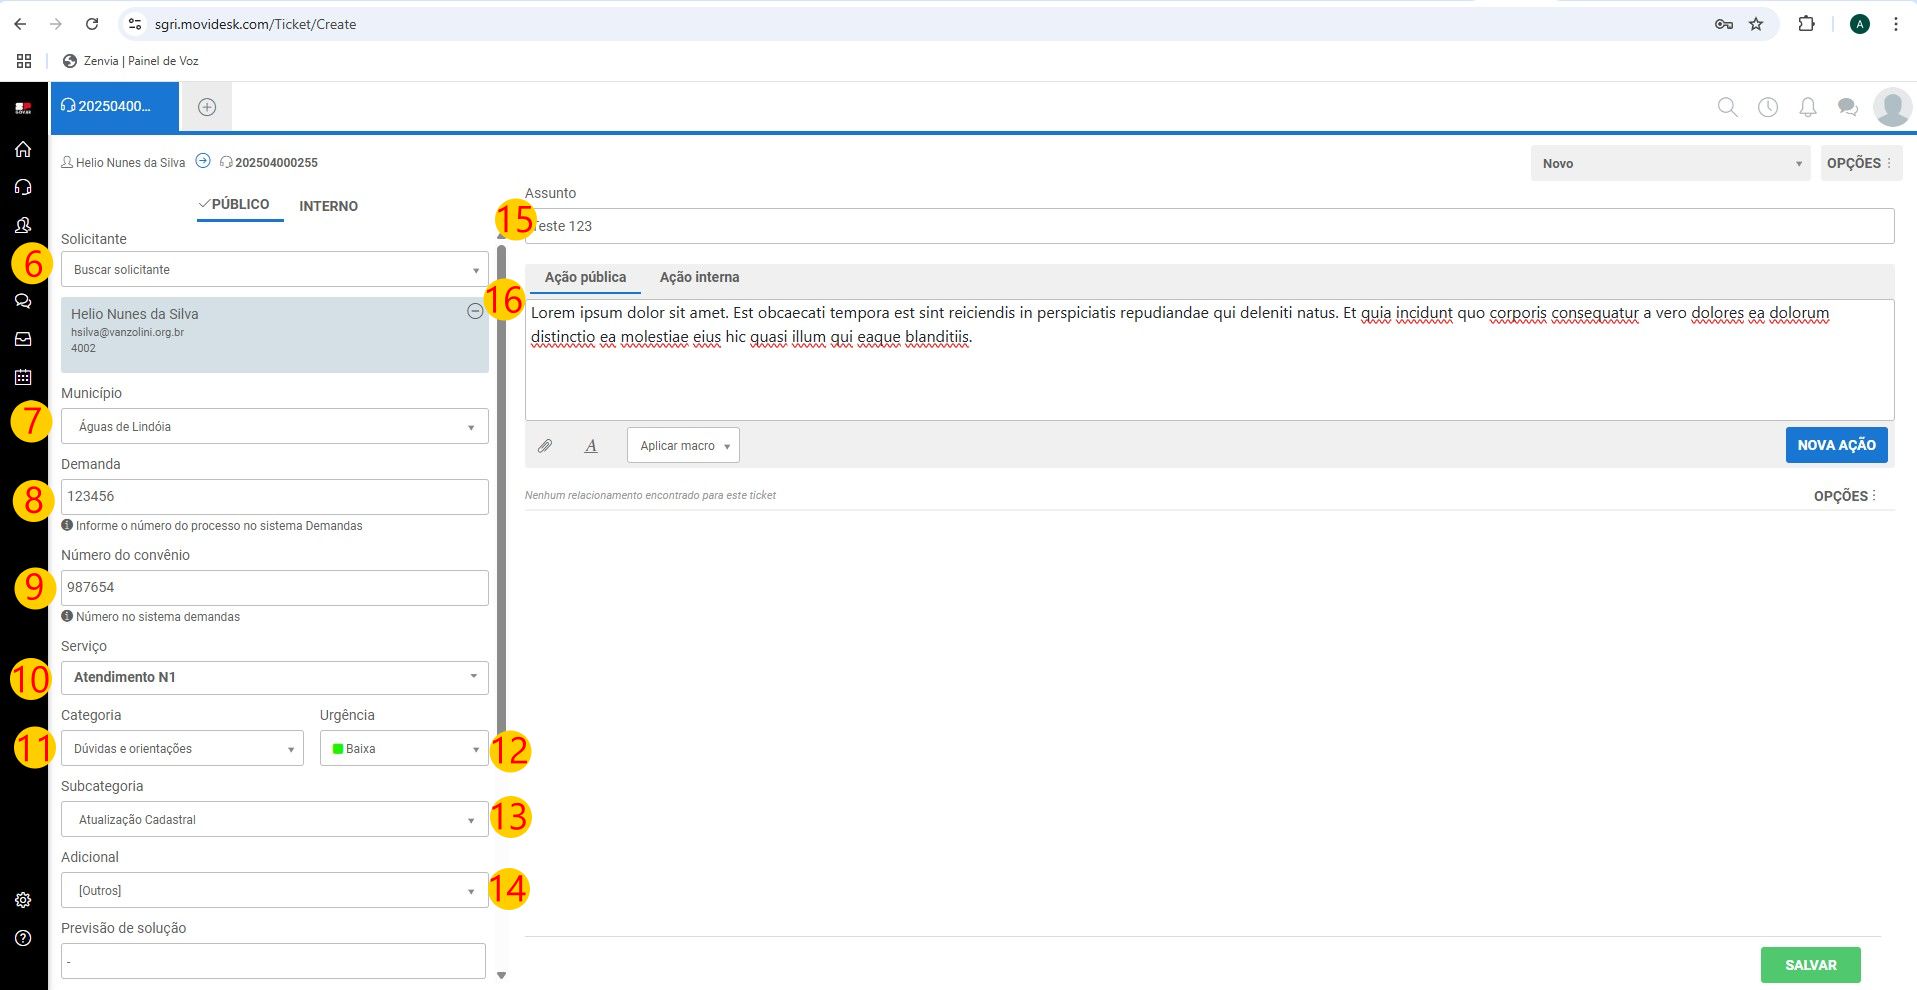 sgri.movidesk.com/Ticket/Create
A
Zenvia | Painel de Voz
20250400...
Helio Nunes da Silva
202504000255
Novo
OPÇÕES
PÚBLICO
INTERNO
Solicitante
6
Buscar solicitante
Helio Nunes da Silva
hsilva@vanzolini.org.br
4002
Município
7
Águas de Lindóia
Demanda
8
123456
Informe o número do processo no sistema Demandas
Número do convênio
9
987654
Número no sistema demandas
Serviço
10
Atendimento N1
Categoria
Urgência
11
Dúvidas e orientações
Baixa
12
Subcategoria
Atualização Cadastral
13
Adicional
[Outros]
14
Previsão de solução
-
Assunto
15
Teste 123
Ação pública
Ação interna
16
Lorem ipsum dolor sit amet. Est obcaecati tempora est sint reiciendis in perspiciatis repudiandae qui deleniti natus. Et quia incidunt quo corporis consequatur a vero dolores ea dolorum
distinctio ea molestiae eius hic quasi illum qui eaque blanditiis.
A
Aplicar macro
NOVA AÇÃO
Nenhum relacionamento encontrado para este ticket
OPÇÕES
SALVAR